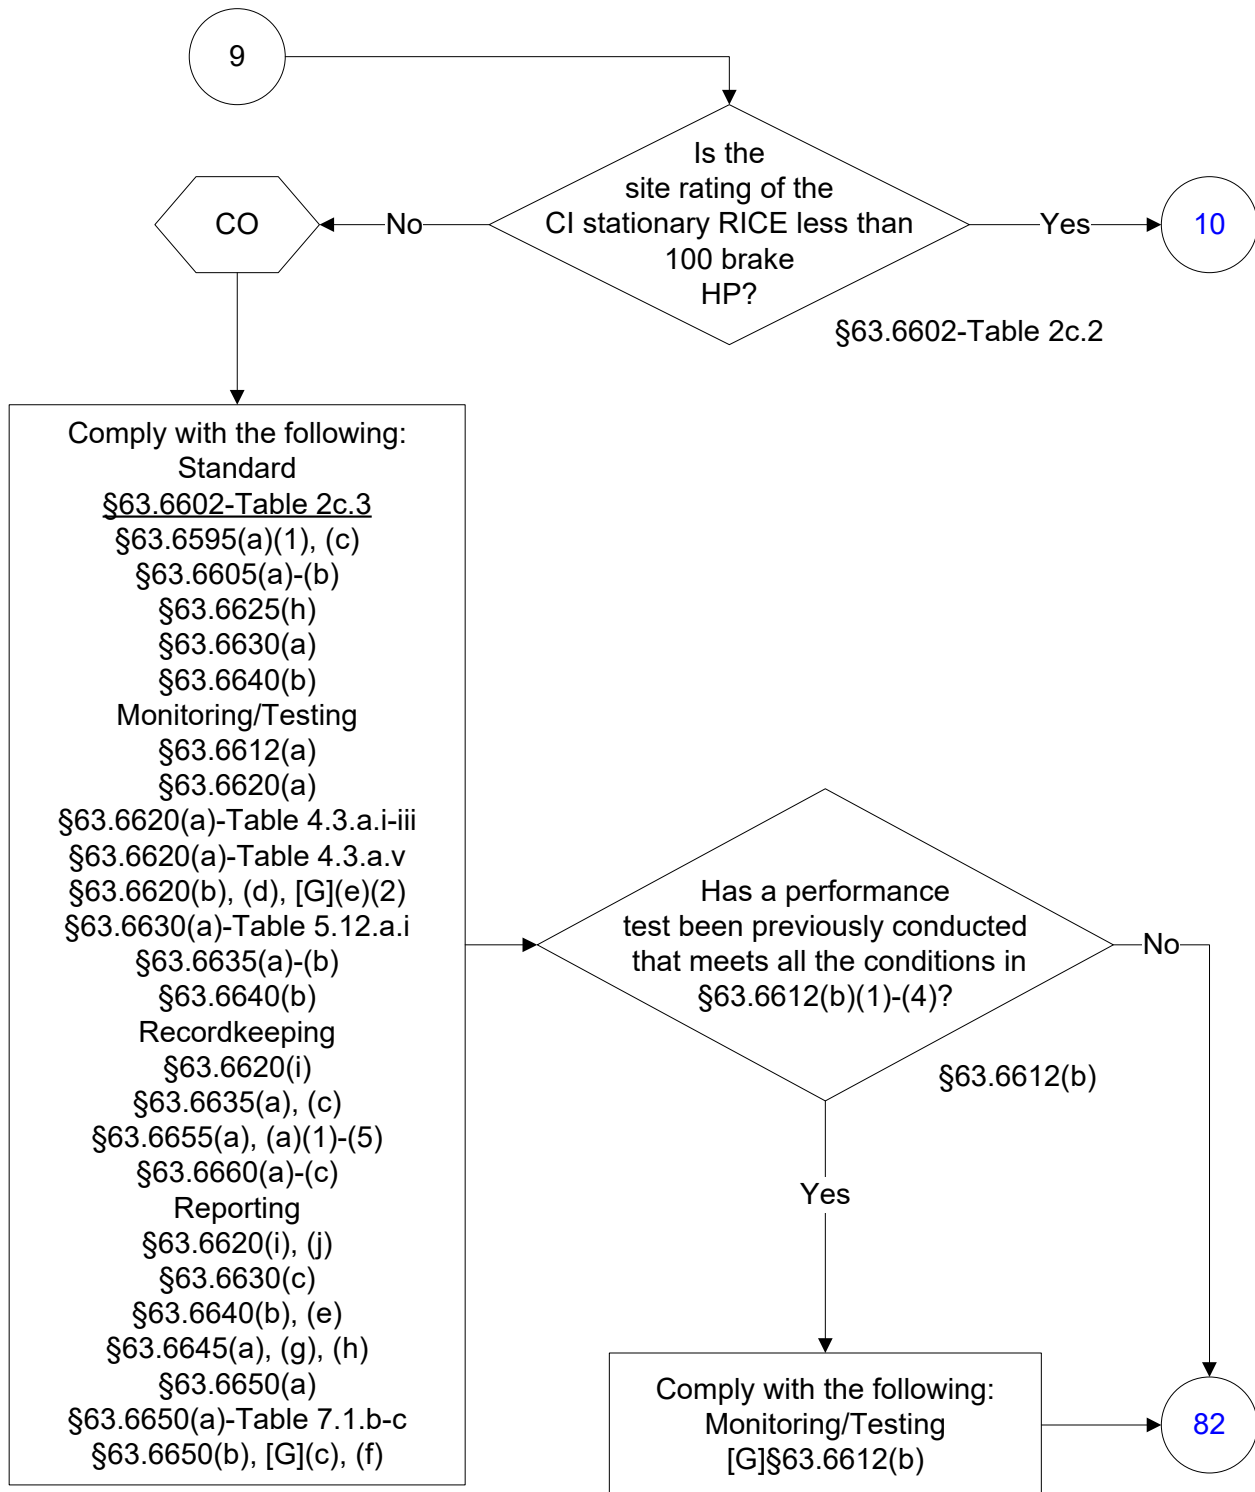 9
Is the
site rating of the
CI stationary RICE less than
100 brake
HP?
CO
No
Yes
10
§63.6602-Table 2c.2
Comply with the following:
Standard
§63.6602-Table 2c.3
§63.6595(a)(1), (c)
§63.6605(a)-(b)
§63.6625(h)
§63.6630(a)
§63.6640(b)
Monitoring/Testing
§63.6612(a)
§63.6620(a)
§63.6620(a)-Table 4.3.a.i-iii
§63.6620(a)-Table 4.3.a.v
§63.6620(b), (d), [G](e)(2)
§63.6630(a)-Table 5.12.a.i
§63.6635(a)-(b)
§63.6640(b)
Recordkeeping
§63.6620(i)
§63.6635(a), (c)
§63.6655(a), (a)(1)-(5)
§63.6660(a)-(c)
Reporting
§63.6620(i), (j)
§63.6630(c)
§63.6640(b), (e)
§63.6645(a), (g), (h)
§63.6650(a)
§63.6650(a)-Table 7.1.b-c
§63.6650(b), [G](c), (f)
Has a performance
test been previously conducted
that meets all the conditions in
§63.6612(b)(1)-(4)?
No
§63.6612(b)
Yes
Comply with the following:
Monitoring/Testing
[G]§63.6612(b)
82